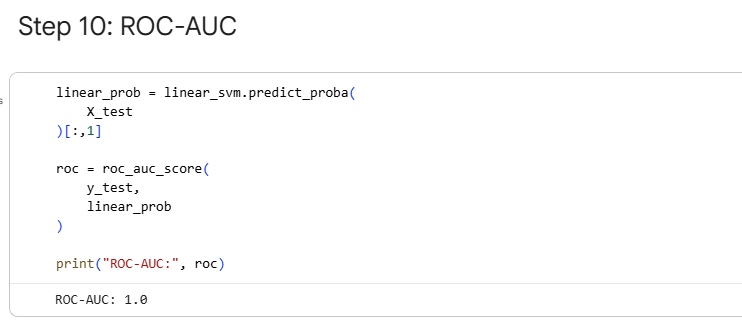 Step 10: ROC-AUC
s
linear_prob = linear_svm.predict_proba(
    X_test
)[:,1]
roc = roc_auc_score(
    y_test,
    linear_prob
)
print("ROC-AUC:", roc)
ROC-AUC: 1.0